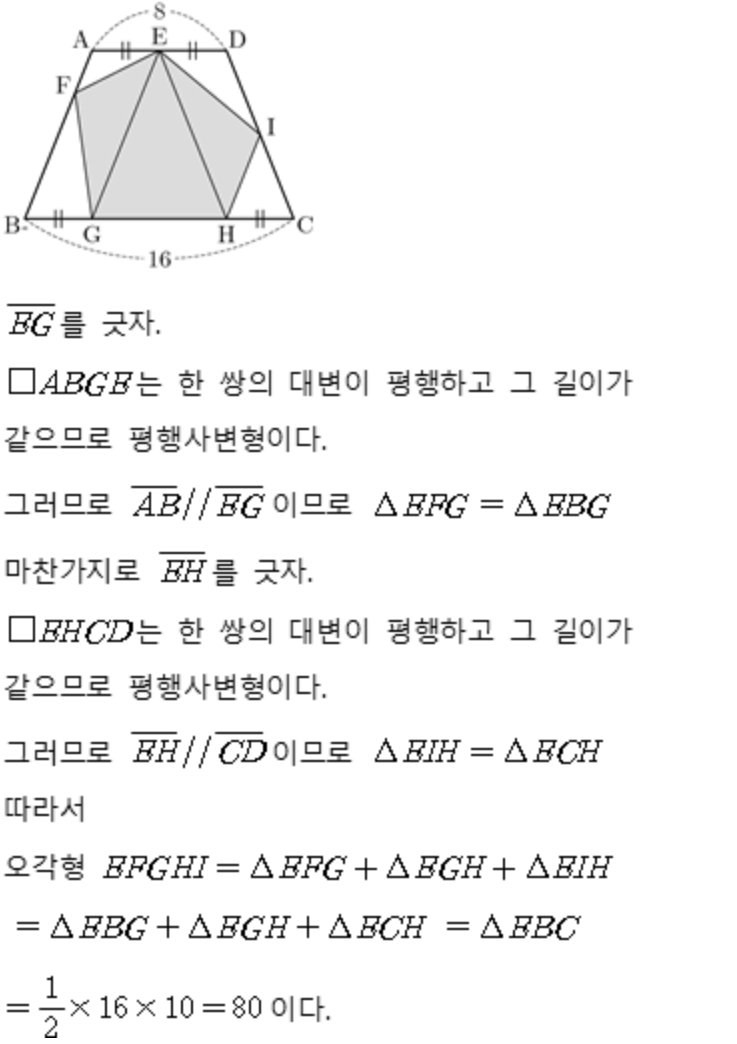 8
A E D
F
I
B G H C
16
EG를 긋자.
□ABGE는 한 쌍의 대변이 평행하고 그 길이가
같으므로 평행사변형이다.
그러므로 AB//EG이므로 △EFG = △EBG
마찬가지로 EH를 긋자.
□EHCD는 한 쌍의 대변이 평행하고 그 길이가
같으므로 평행사변형이다.
그러므로 EH//CD이므로 △EIH = △ECH
따라서
오각형 EFGHI = △EFG + △EGH + △EIH
= △EBG + △EGH + △ECH = △EBC
= 1/2 × 16 × 10 = 80 이다.